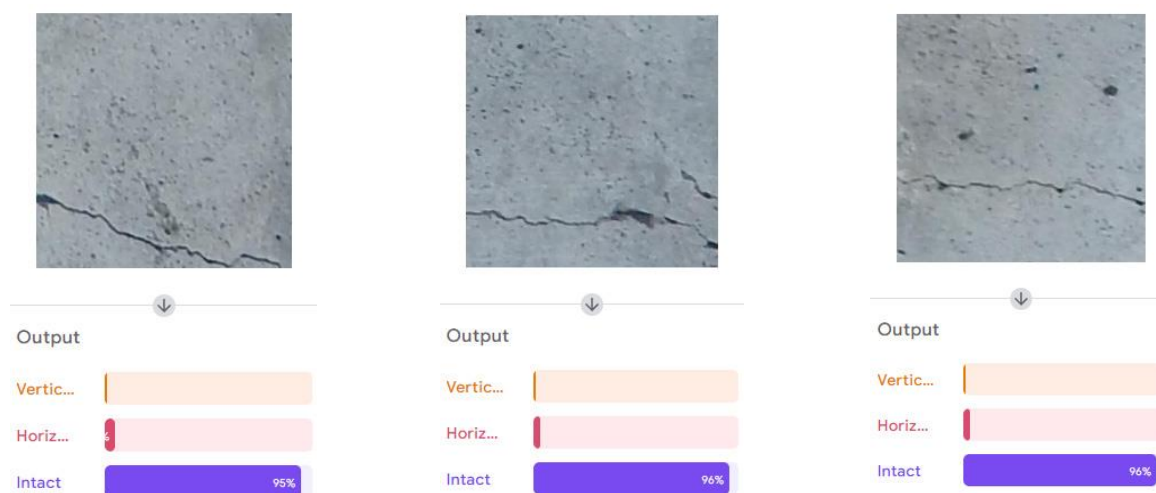 Output
Vertic...
Horiz...
%
Intact 95%
Output
Vertic...
Horiz...
Intact 96%
Output
Vertic...
Horiz...
Intact 96%